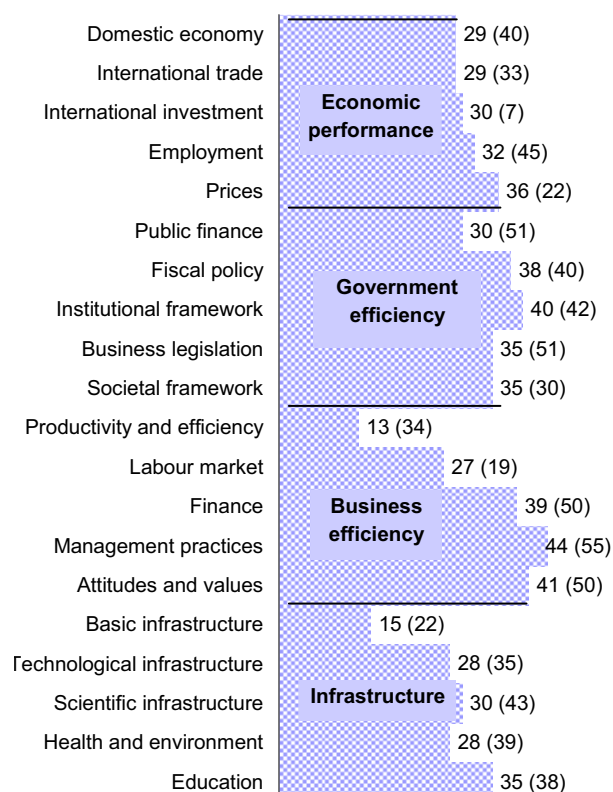 Domestic economy 29 (40)
International trade 29 (33)
Economic
performance
International investment 30 (7)
Employment 32 (45)
Prices 36 (22)
Public finance 30 (51)
Fiscal policy 38 (40)
Government
efficiency
Institutional framework 40 (42)
Business legislation 35 (51)
Societal framework 35 (30)
Productivity and efficiency 13 (34)
Labour market 27 (19)
Finance 39 (50)
Business
efficiency
Management practices 44 (55)
Attitudes and values 41 (50)
Basic infrastructure 15 (22)
Technological infrastructure 28 (35)
Scientific infrastructure 30 (43)
Infrastructure
Health and environment 28 (39)
Education 35 (38)